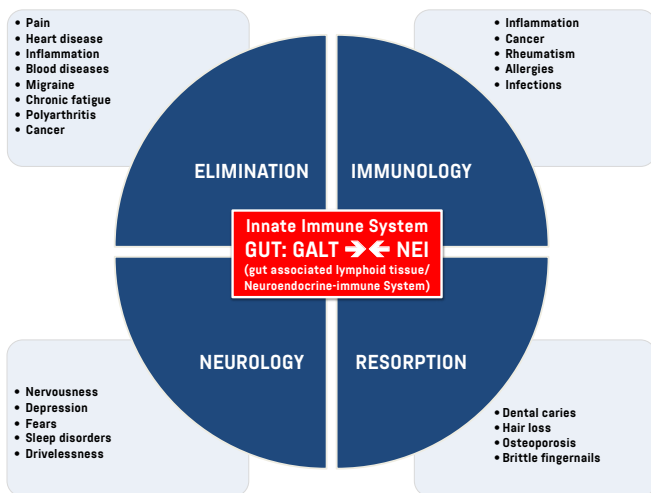 • Pain
• Heart disease
• Inflammation
• Blood diseases
• Migraine
• Chronic fatigue
• Polyarthritis
• Cancer
• Inflammation
• Cancer
• Rheumatism
• Allergies
• Infections
ELIMINATION
IMMUNOLOGY
Innate Immune System
GUT: GALT ➔🡰 NEI
(gut associated lymphoid tissue/
Neuroendocrine-immune System)
NEUROLOGY
RESORPTION
• Nervousness
• Depression
• Fears
• Sleep disorders
• Drivelessness
• Dental caries
• Hair loss
• Osteoporosis
• Brittle fingernails